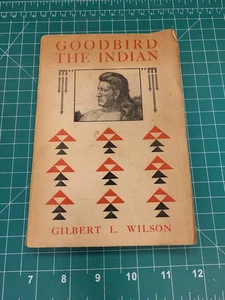 GOODBIRD
THE INDIAN
GILBERT L. WILSON
7 8 9 10 11 12